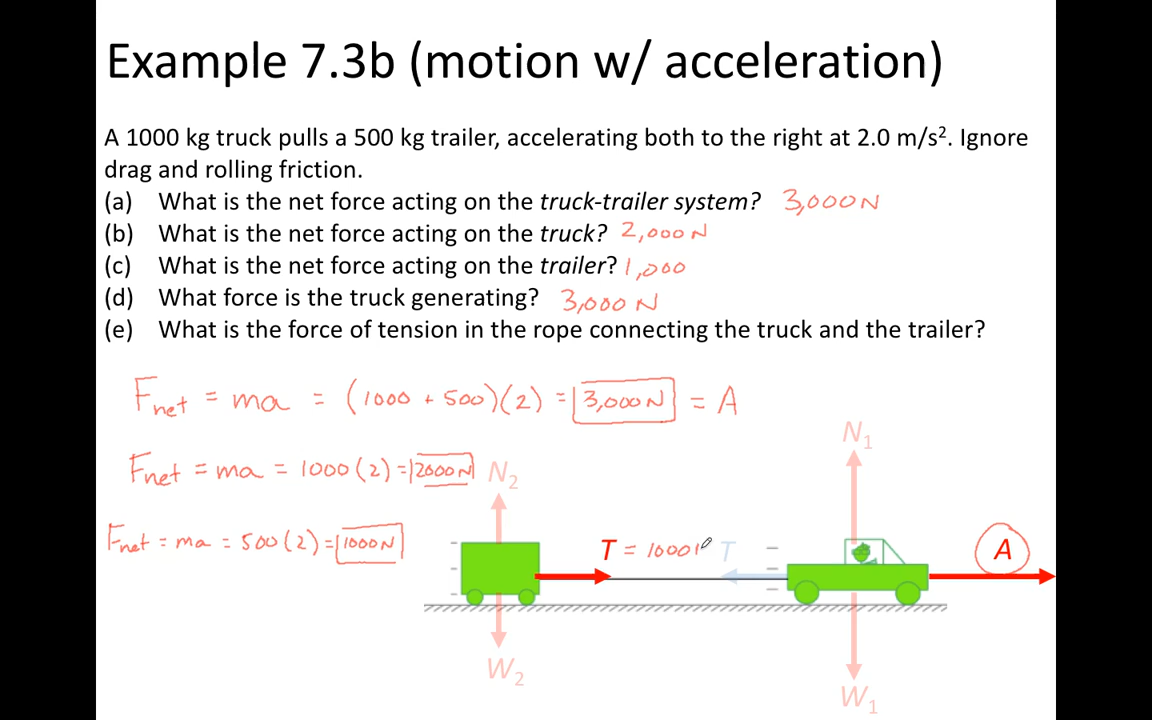 Example 7.3b (motion w/ acceleration)
A 1000 kg truck pulls a 500 kg trailer, accelerating both to the right at 2.0 m/s². Ignore
drag and rolling friction.
(a) What is the net force acting on the truck-trailer system? 3,000 N
(b) What is the net force acting on the truck? 2,000 N
(c) What is the net force acting on the trailer? 1,000
(d) What force is the truck generating? 3,000 N
(e) What is the force of tension in the rope connecting the truck and the trailer?
Fnet = ma = (1000 + 500)(2) = 3,000 N = A
N₁
Fnet = ma = 1000 (2) = 2000 N
N₂
Fnet = ma = 500 (2) = 1000 N
T = 1000 T
A
W₂
W₁